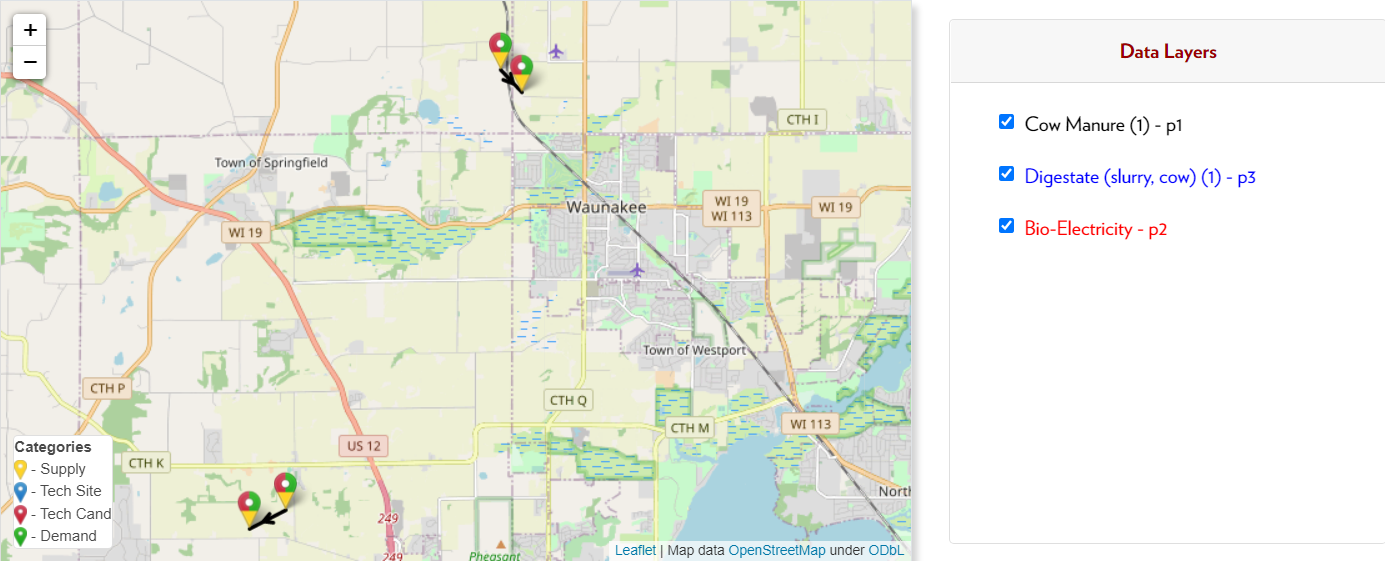 +
−
CTH I
Town of Springfield
Waunakee
WI 19
WI 113
WI 19
WI 19
Town of Westport
CTH P
CTH Q
CTH M
WI 113
US 12
CTH K
North
249
249
Pheasant
Categories
- Supply
- Tech Site
- Tech Cand
- Demand
Leaflet | Map data OpenStreetMap under ODbL
Data Layers
Cow Manure (1) - p1
Digestate (slurry, cow) (1) - p3
Bio-Electricity - p2